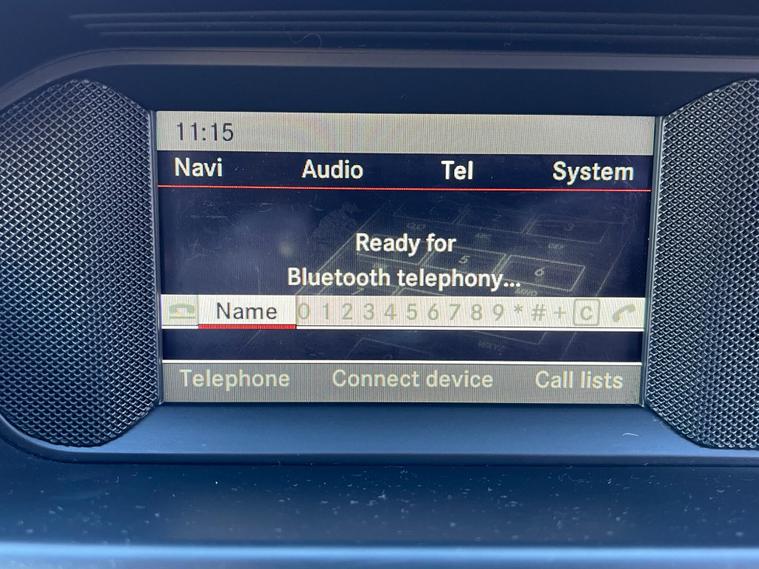 11:15
Navi Audio Tel System
Ready for
Bluetooth telephony...
Name 0 1 2 3 4 5 6 7 8 9 * # + C
Telephone Connect device Call lists